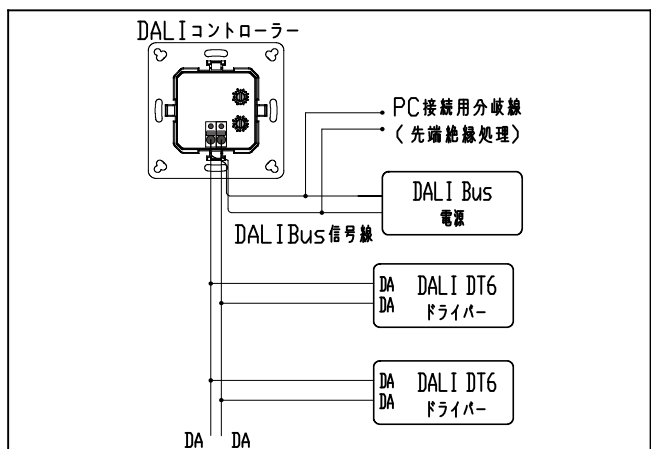 DALIコントローラー
PC接続用分岐線
(先端絶縁処理)
DALI Bus
電源
DALIBus信号線
DA
DA
DALI DT6
ドライバー
DA
DA
DALI DT6
ドライバー
DA DA